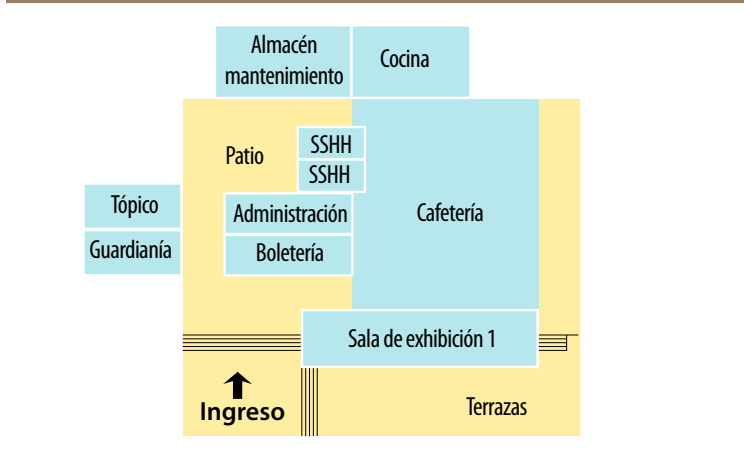 Almacén
mantenimiento
Cocina
Patio
SSHH
SSHH
Tópico
Administración
Cafetería
Guardianía
Boletería
Sala de exhibición 1
Ingreso
Terrazas